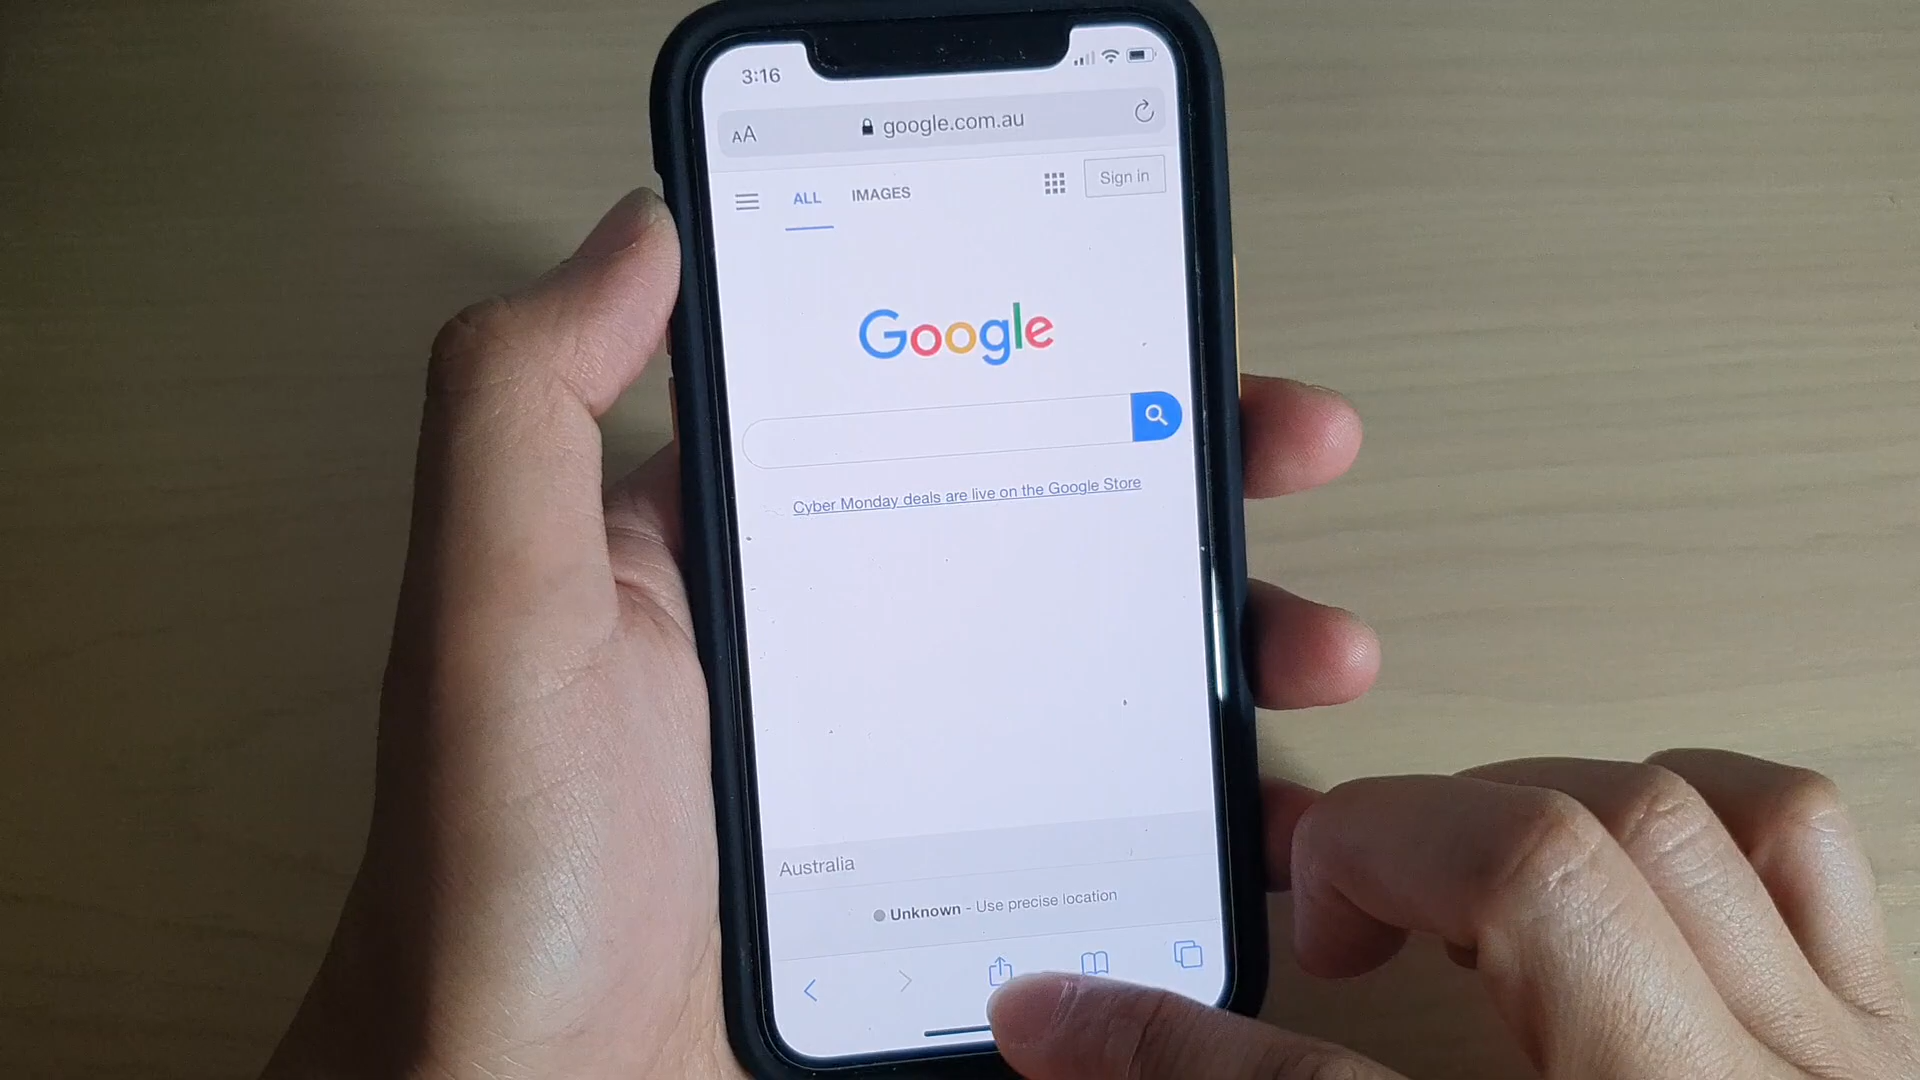 3:16
AA google.com.au
ALL IMAGES Sign in
Google
Cyber Monday deals are live on the Google Store
Australia
Unknown - Use precise location